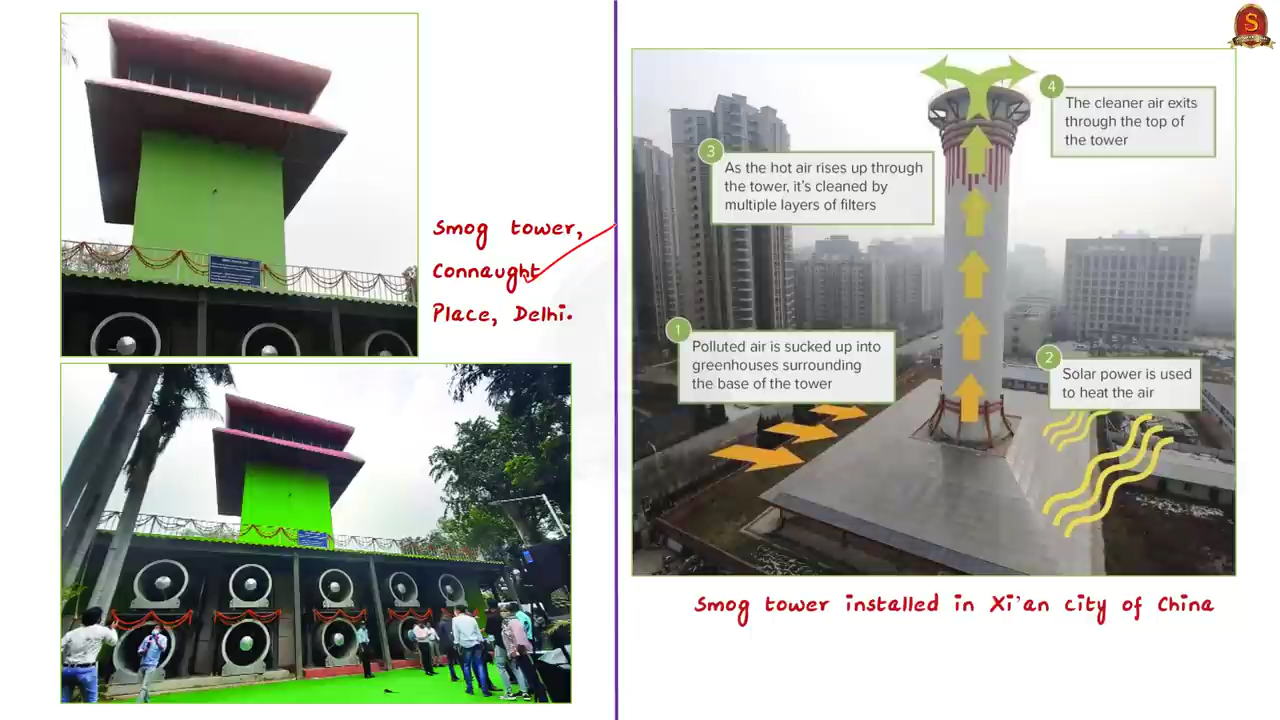 Smog tower,
Connaught
Place, Delhi.
S
3
As the hot air rises up through
the tower, it's cleaned by
multiple layers of filters
4
The cleaner air exits
through the top of
the tower
1
Polluted air is sucked up into
greenhouses surrounding
the base of the tower
2
Solar power is used
to heat the air
Smog tower installed in Xi'an city of China